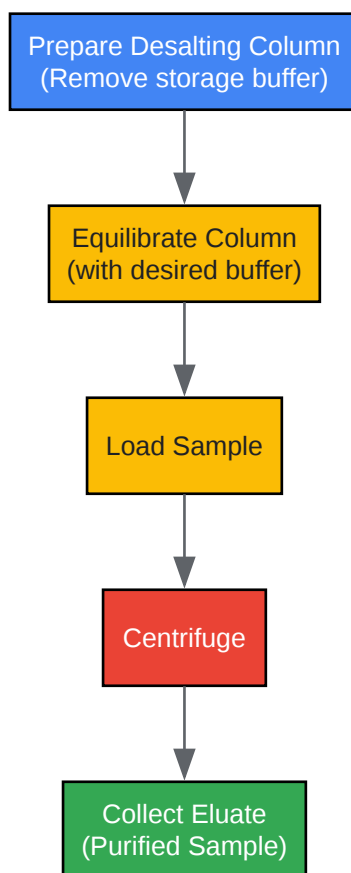 Prepare Desalting Column
(Remove storage buffer)
Equilibrate Column
(with desired buffer)
Load Sample
Centrifuge
Collect Eluate
(Purified Sample)